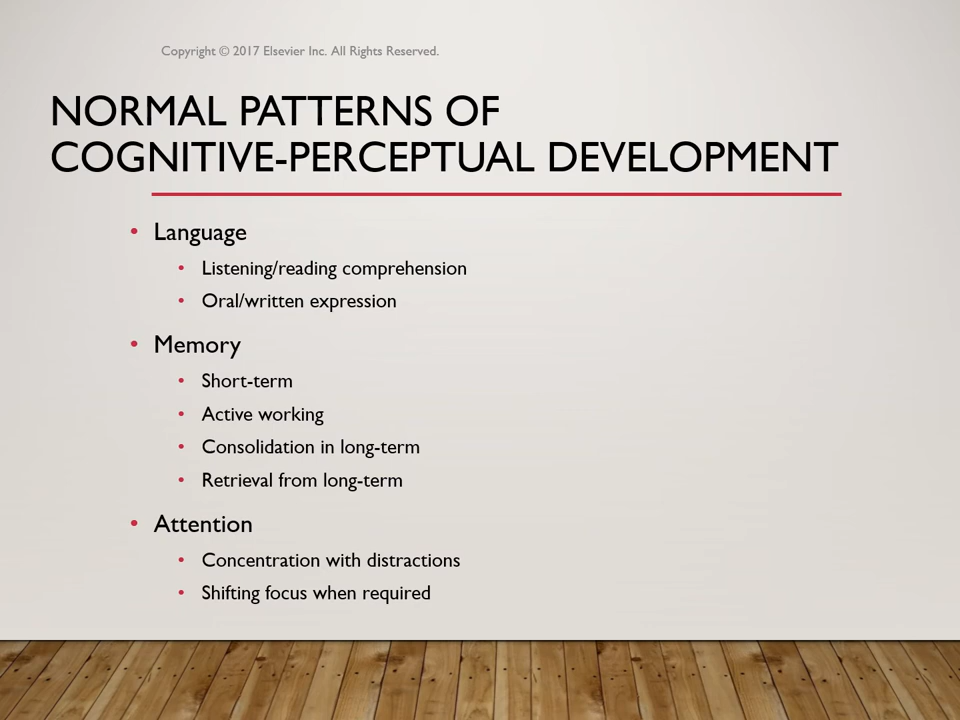 Copyright © 2017 Elsevier Inc. All Rights Reserved.
NORMAL PATTERNS OF
COGNITIVE-PERCEPTUAL DEVELOPMENT
• Language
• Listening/reading comprehension
• Oral/written expression
• Memory
• Short-term
• Active working
• Consolidation in long-term
• Retrieval from long-term
• Attention
• Concentration with distractions
• Shifting focus when required